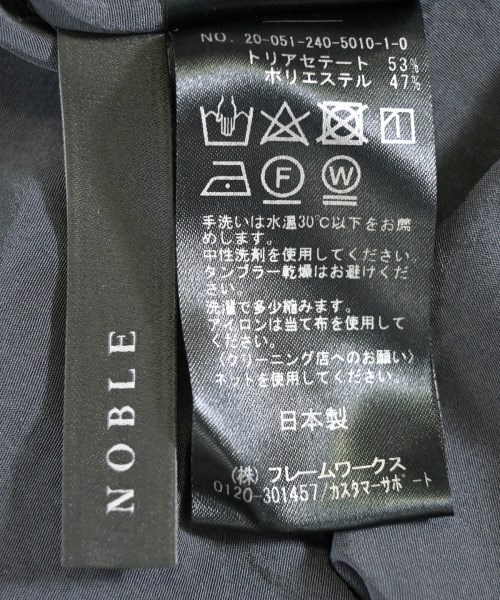 NO. 20-051-240-5010-1-0
トリアセテート 53%
ポリエステル 47%
F
W
手洗いは水温30℃以下をお薦
めします。
中性洗剤を使用してください。
タンブラー乾燥はお避けくだ
さい。
洗濯で多少縮みます。
アイロンは当て布を使用して
ください。
〈クリーニング店へのお願い〉
ネットを使用してください。
日本製
(株) フレームワークス
0120-301457/カスタマーサポート
NOBLE